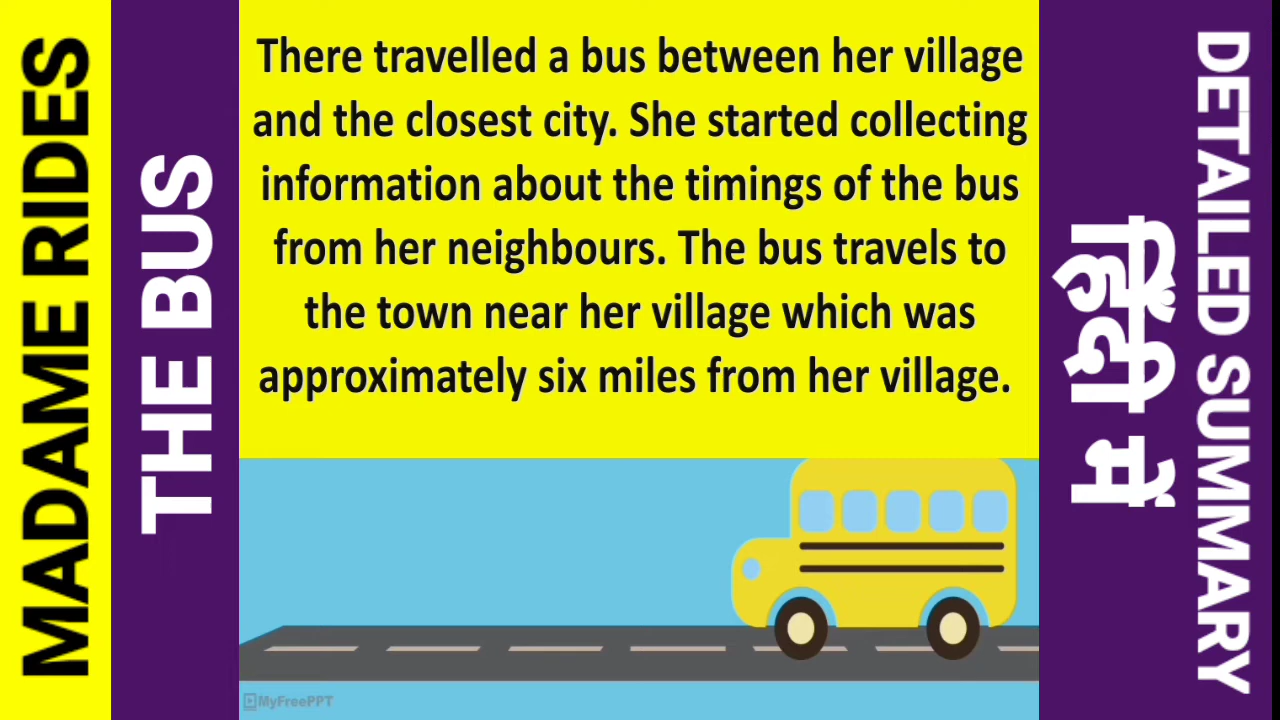 MADAME RIDES
THE BUS
There travelled a bus between her village
and the closest city. She started collecting
information about the timings of the bus
from her neighbours. The bus travels to
the town near her village which was
approximately six miles from her village.
MyFreePPT
हिंदी में
DETAILED SUMMARY